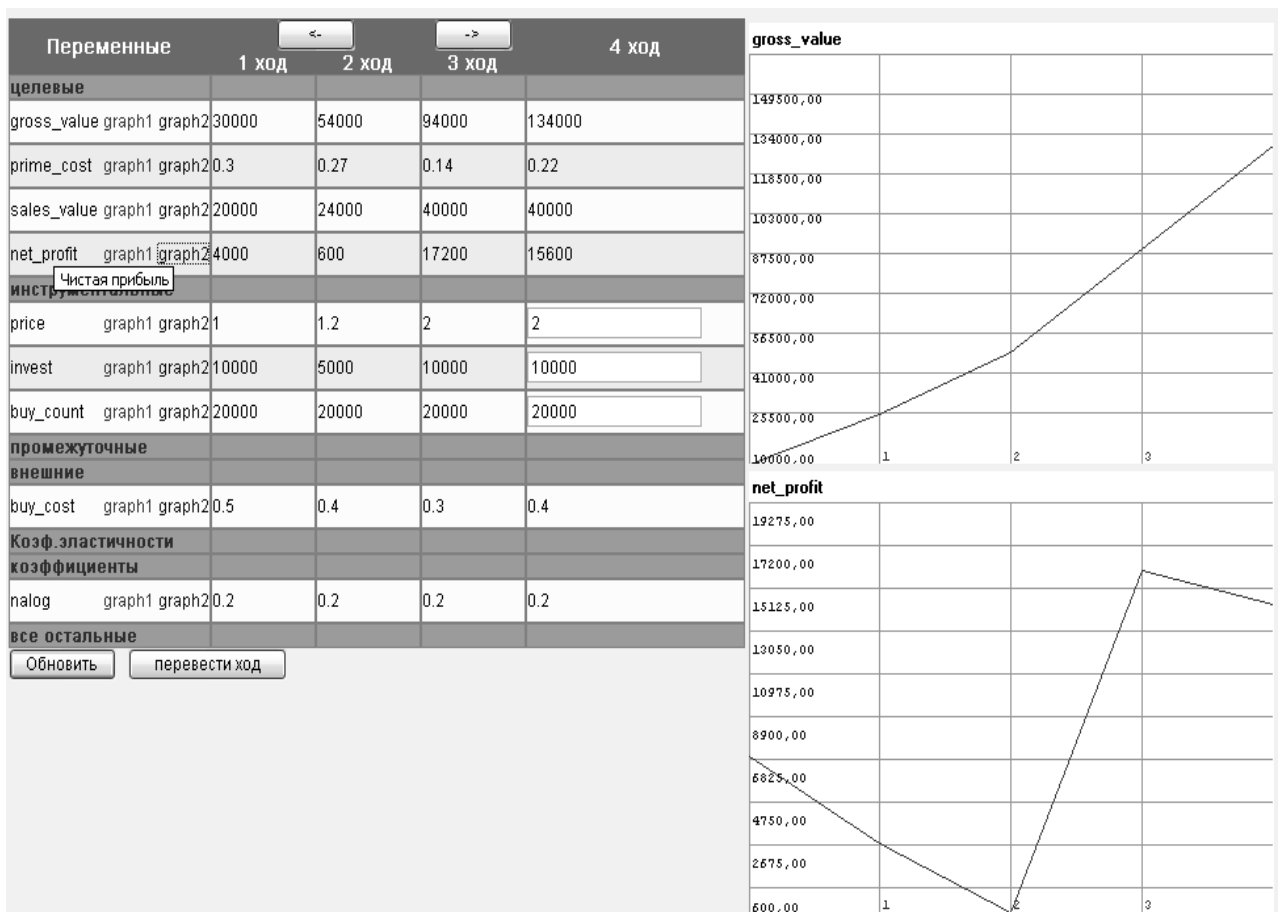 Переменные <- -> 4 ход
1 ход 2 ход 3 ход
целевые
gross_value graph1 graph2 30000 54000 94000 134000
prime_cost graph1 graph2 0.3 0.27 0.14 0.22
sales_value graph1 graph2 20000 24000 40000 40000
net_profit graph1 graph2 4000 600 17200 15600
Чистая прибыль
инструментальные
price graph1 graph2 1 1.2 2 2
invest graph1 graph2 10000 5000 10000 10000
buy_count graph1 graph2 20000 20000 20000 20000
промежуточные
внешние
buy_cost graph1 graph2 0.5 0.4 0.3 0.4
Коэф.эластичности
коэффициенты
nalog graph1 graph2 0.2 0.2 0.2 0.2
все остальные
Обновить перевести ход
gross_value
149500,00
134000,00
118500,00
103000,00
87500,00
72000,00
56500,00
41000,00
25500,00
10000,00 1 2 3
net_profit
19275,00
17200,00
15125,00
13050,00
10975,00
8900,00
6825,00
4750,00
2675,00
600,00 1 2 3